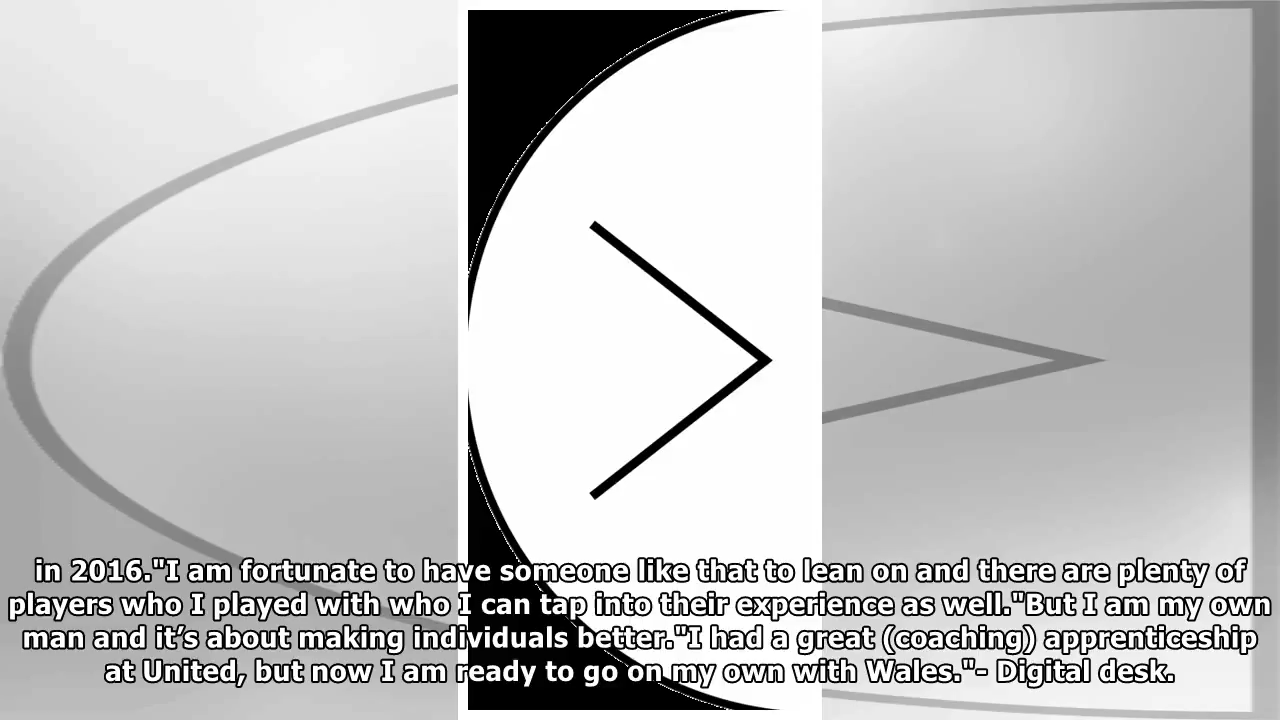 in 2016."I am fortunate to have someone like that to lean on and there are plenty of
players who I played with who I can tap into their experience as well."But I am my own
man and it’s about making individuals better."I had a great (coaching) apprenticeship
at United, but now I am ready to go on my own with Wales."- Digital desk.